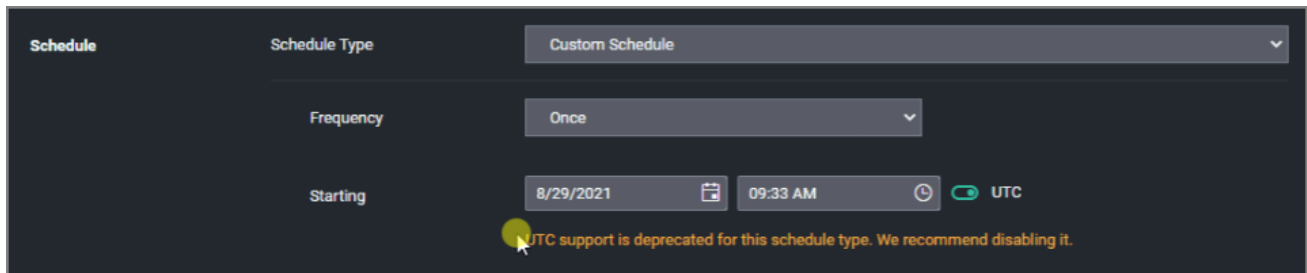 Schedule Schedule Type Custom Schedule
Frequency Once
Starting 8/29/2021 09:33 AM UTC
UTC support is deprecated for this schedule type. We recommend disabling it.